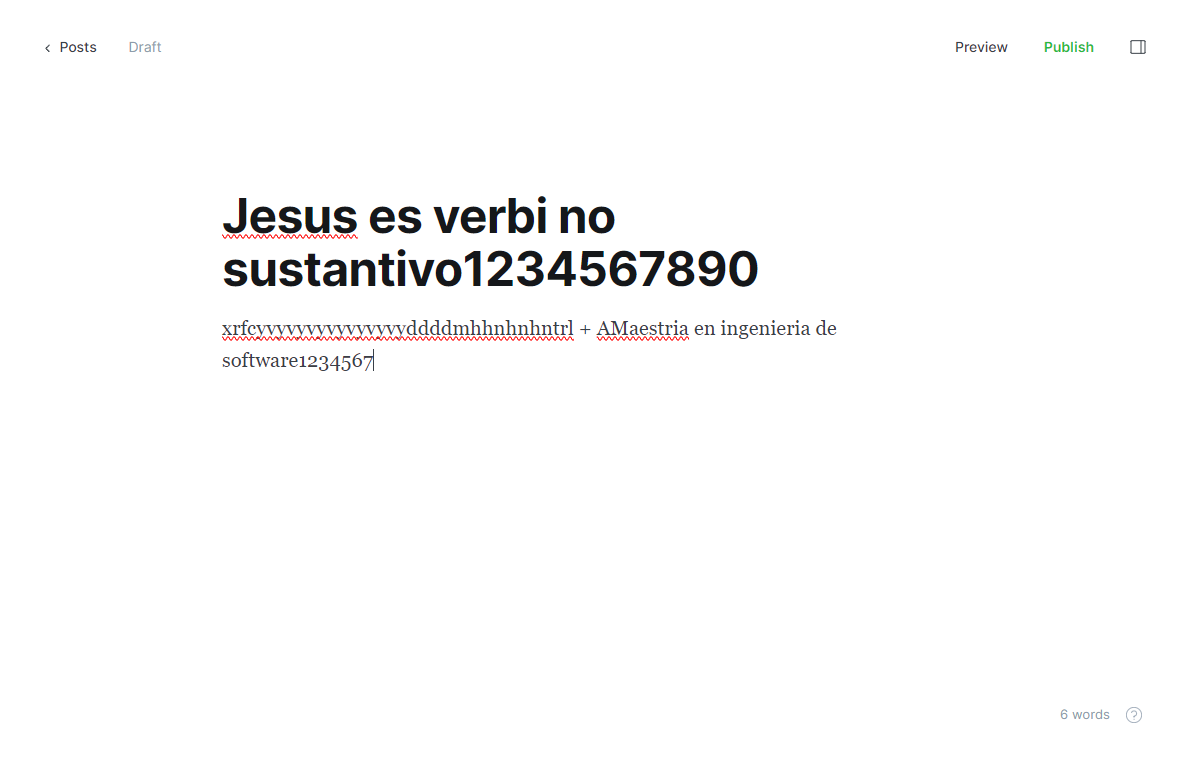 Posts Draft Preview Publish
Jesus es verbi no
sustantivo1234567890
xrfcyyyyyyyyyyyyyyyddddmhhnhnhntrl + AMaestria en ingenieria de
software1234567
6 words ?